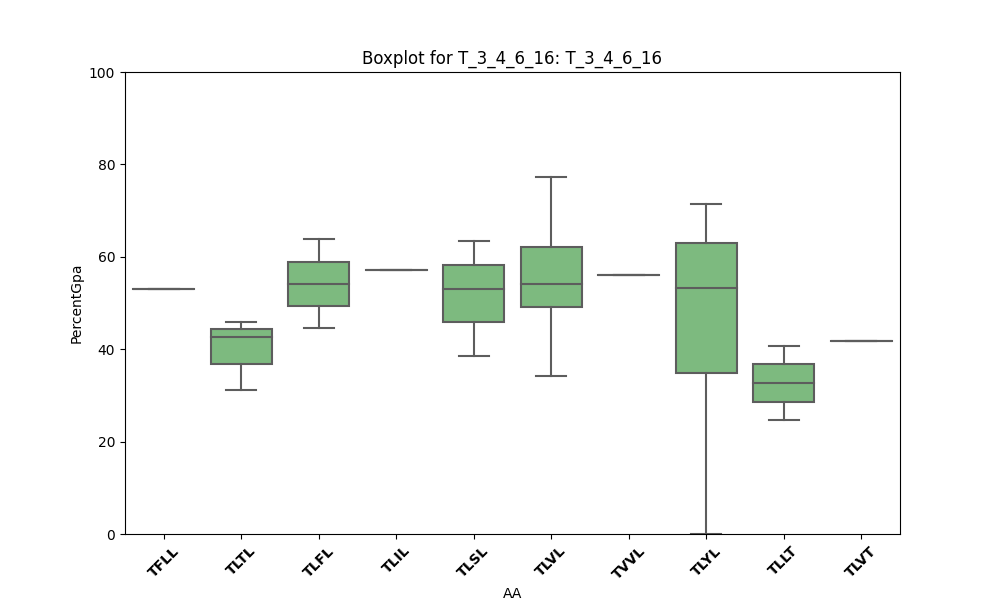 Boxplot for T_3_4_6_16: T_3_4_6_16
100
80
60
40
20
0
PercentGpa
TFLL
TLTL
TLFL
TLIL
TLSL
TLVL
TVVL
TLYL
TLLT
TLVT
AA